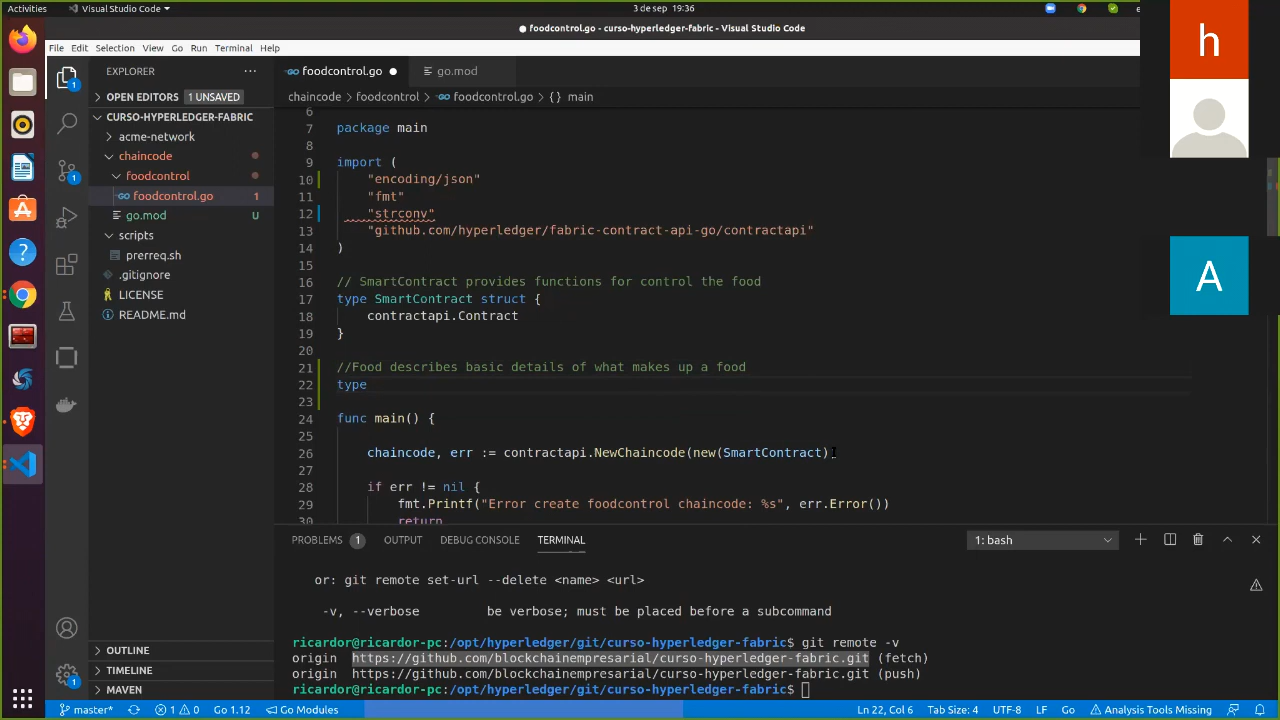 Activities
Visual Studio Code
3 de sep 19:36
foodcontrol.go - curso-hyperledger-fabric - Visual Studio Code
File Edit Selection View Go Run Terminal Help
EXPLORER
foodcontrol.go
go.mod
OPEN EDITORS 1 UNSAVED
chaincode > foodcontrol > foodcontrol.go > {} main
CURSO-HYPERLEDGER-FABRIC
acme-network
chaincode
foodcontrol
foodcontrol.go 1
go.mod U
scripts
prerreq.sh
.gitignore
LICENSE
README.md
6
7 package main
8
9 import (
10 "encoding/json"
11 "fmt"
12 "strconv"
13 "github.com/hyperledger/fabric-contract-api-go/contractapi"
14 )
15
16 // SmartContract provides functions for control the food
17 type SmartContract struct {
18 contractapi.Contract
19 }
20
21 //Food describes basic details of what makes up a food
22 type
23
24 func main() {
25
26 chaincode, err := contractapi.NewChaincode(new(SmartContract)
27
28 if err != nil {
29 fmt.Printf("Error create foodcontrol chaincode: %s", err.Error())
30 return
PROBLEMS 1 OUTPUT DEBUG CONSOLE TERMINAL
1: bash
or: git remote set-url --delete <name> <url>
-v, --verbose be verbose; must be placed before a subcommand
ricardor@ricardor-pc:/opt/hyperledger/git/curso-hyperledger-fabric$ git remote -v
origin https://github.com/blockchainempresarial/curso-hyperledger-fabric.git (fetch)
origin https://github.com/blockchainempresarial/curso-hyperledger-fabric.git (push)
ricardor@ricardor-pc:/opt/hyperledger/git/curso-hyperledger-fabric$
OUTLINE
TIMELINE
MAVEN
master* 1 0 Go 1.12 Go Modules
Ln 22, Col 6 Tab Size: 4 UTF-8 LF Go Analysis Tools Missing
h
A
1
1
1